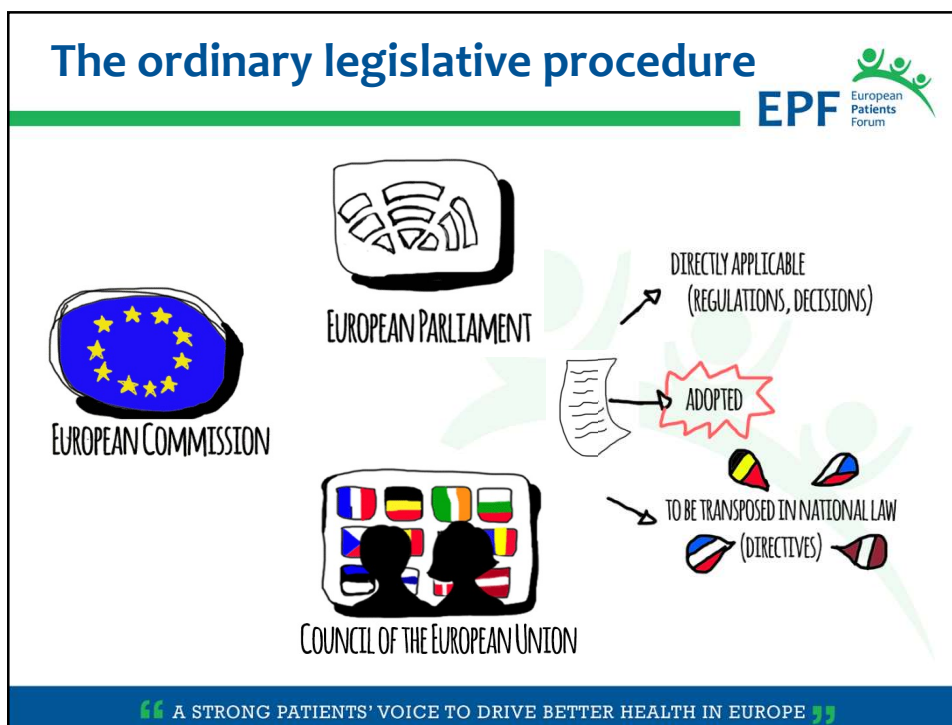 The ordinary legislative procedure
EPF European
Patients
Forum
EUROPEAN PARLIAMENT
EUROPEAN COMMISSION
DIRECTLY APPLICABLE
(REGULATIONS, DECISIONS)
ADOPTED
TO BE TRANSPOSED IN NATIONAL LAW
(DIRECTIVES)
COUNCIL OF THE EUROPEAN UNION
“ A STRONG PATIENTS’ VOICE TO DRIVE BETTER HEALTH IN EUROPE ”